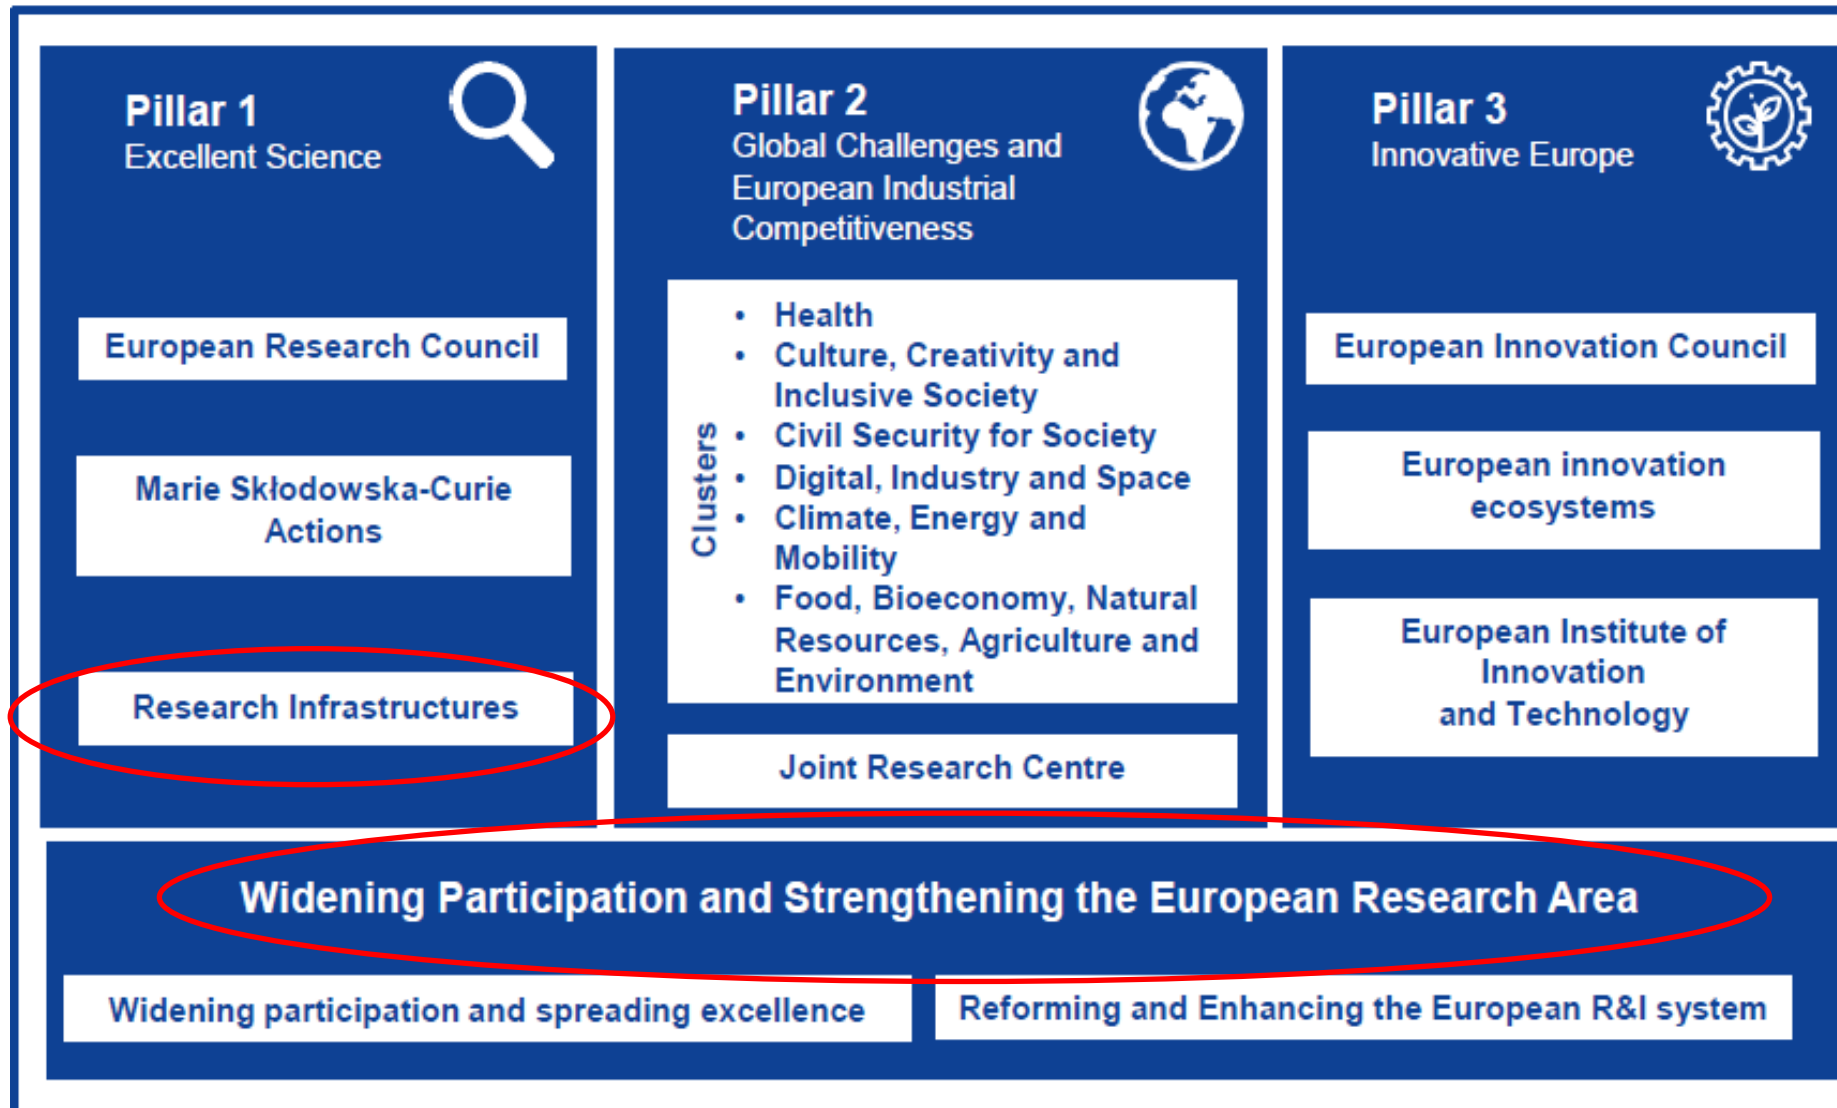 Pillar 1
Excellent Science
European Research Council
Marie Skłodowska-Curie
Actions
Research Infrastructures
Pillar 2
Global Challenges and
European Industrial
Competitiveness
Clusters
• Health
• Culture, Creativity and
Inclusive Society
• Civil Security for Society
• Digital, Industry and Space
• Climate, Energy and
Mobility
• Food, Bioeconomy, Natural
Resources, Agriculture and
Environment
Joint Research Centre
Pillar 3
Innovative Europe
European Innovation Council
European innovation
ecosystems
European Institute of
Innovation
and Technology
Widening Participation and Strengthening the European Research Area
Widening participation and spreading excellence
Reforming and Enhancing the European R&I system